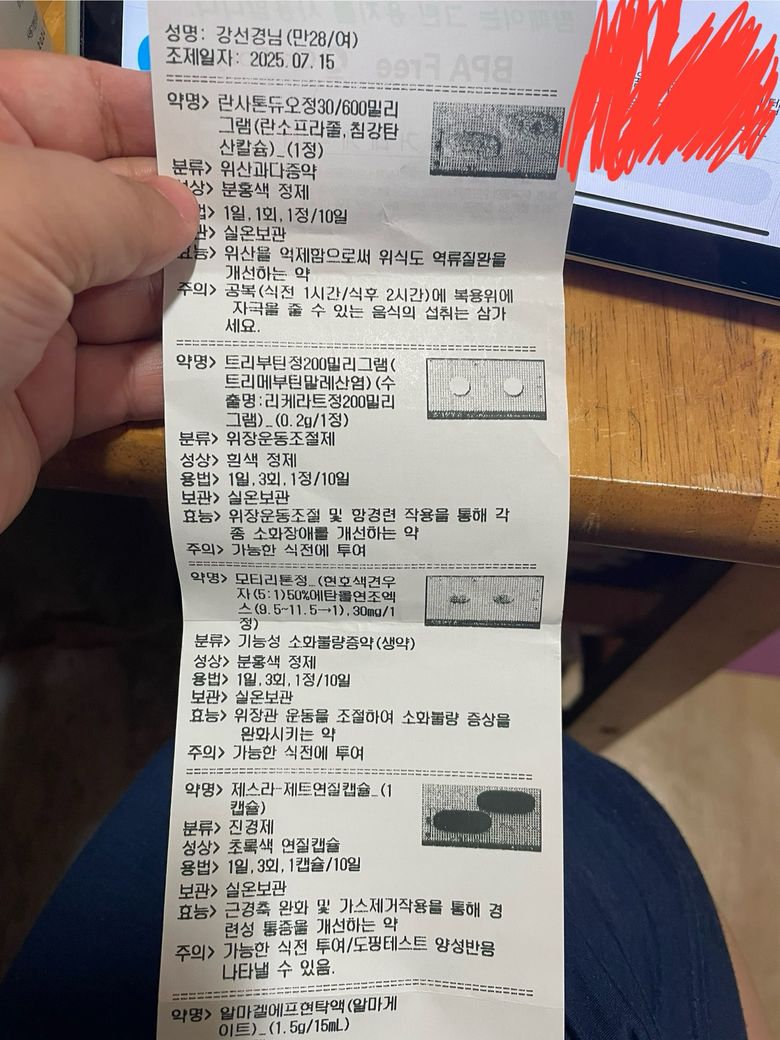 BPA Free
성명: 강선경님(만28/여)
조제일자: 2025.07.15
약명> 란사톤듀오정30/600밀리
그램(란소프라졸, 침강탄
산칼슘)_(1정)
분류> 위산과다증약
성상> 분홍색 정제
용법> 1일,1회,1정/10일
보관> 실온보관
효능> 위산을 억제함으로써 위식도 역류질환을
개선하는 약
주의> 공복(식전 1시간/식후 2시간)에 복용위에
자극을 줄 수 있는 음식의 섭취는 삼가
세요.
약명> 트리부틴정200밀리그램(
트리메부틴말레산염)(수
출명:리케라트정200밀리
그램)_(0.2g/1정)
분류> 위장운동조절제
성상> 흰색 정제
용법> 1일,3회,1정/10일
보관> 실온보관
효능> 위장운동조절 및 항경련 작용을 통해 각
종 소화장애를 개선하는 약
주의> 가능한 식전에 투여
약명> 모티리톤정_(현호색견우
자(5:1)50%에탄올연조엑
스(9.5~11.5→1),30mg/1
정)
분류> 기능성 소화불량증약(생약)
성상> 분홍색 정제
용법> 1일,3회,1정/10일
보관> 실온보관
효능> 위장관 운동을 조절하여 소화불량 증상을
완화시키는 약
주의> 가능한 식전에 투여
약명> 제스라-제트연질캡슐_(1
캡슐)
분류> 진경제
성상> 초록색 연질캡슐
용법> 1일,3회,1캡슐/10일
보관> 실온보관
효능> 근경축 완화 및 가스제거작용을 통해 경
련성 통증을 개선하는 약
주의> 가능한 식전 투여/도핑테스트 양성반응
나타낼 수 있음.
약명> 알마겔에프현탁액(알마게
이트)_(1.5g/15mL)